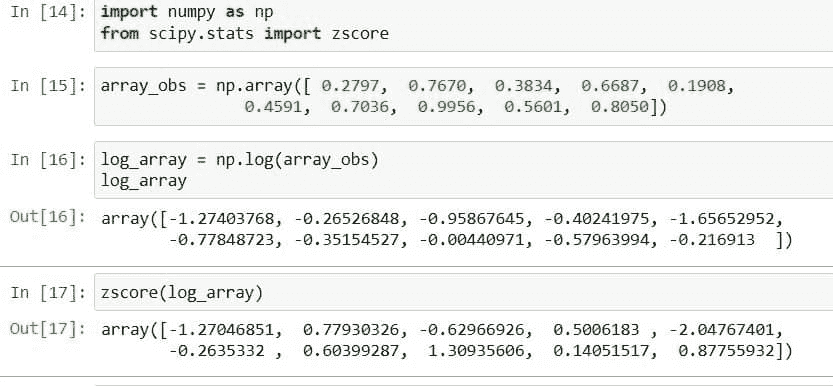 In [14]: import numpy as np
from scipy.stats import zscore
In [15]: array_obs = np.array([ 0.2797, 0.7670, 0.3834, 0.6687, 0.1908,
0.4591, 0.7036, 0.9956, 0.5601, 0.8050])
In [16]: log_array = np.log(array_obs)
log_array
Out[16]: array([-1.27403768, -0.26526848, -0.95867645, -0.40241975, -1.65652952,
-0.77848723, -0.35154527, -0.00440971, -0.57963994, -0.216913 ])
In [17]: zscore(log_array)
Out[17]: array([-1.27046851, 0.77930326, -0.62966926, 0.5006183 , -2.04767401,
-0.2635332 , 0.60399287, 1.30935606, 0.14051517, 0.87755932])